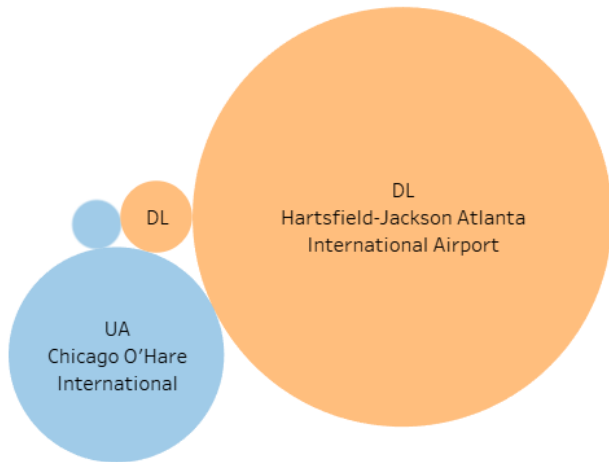 DL
Hartsfield-Jackson Atlanta
International Airport
DL
UA
Chicago O’Hare
International